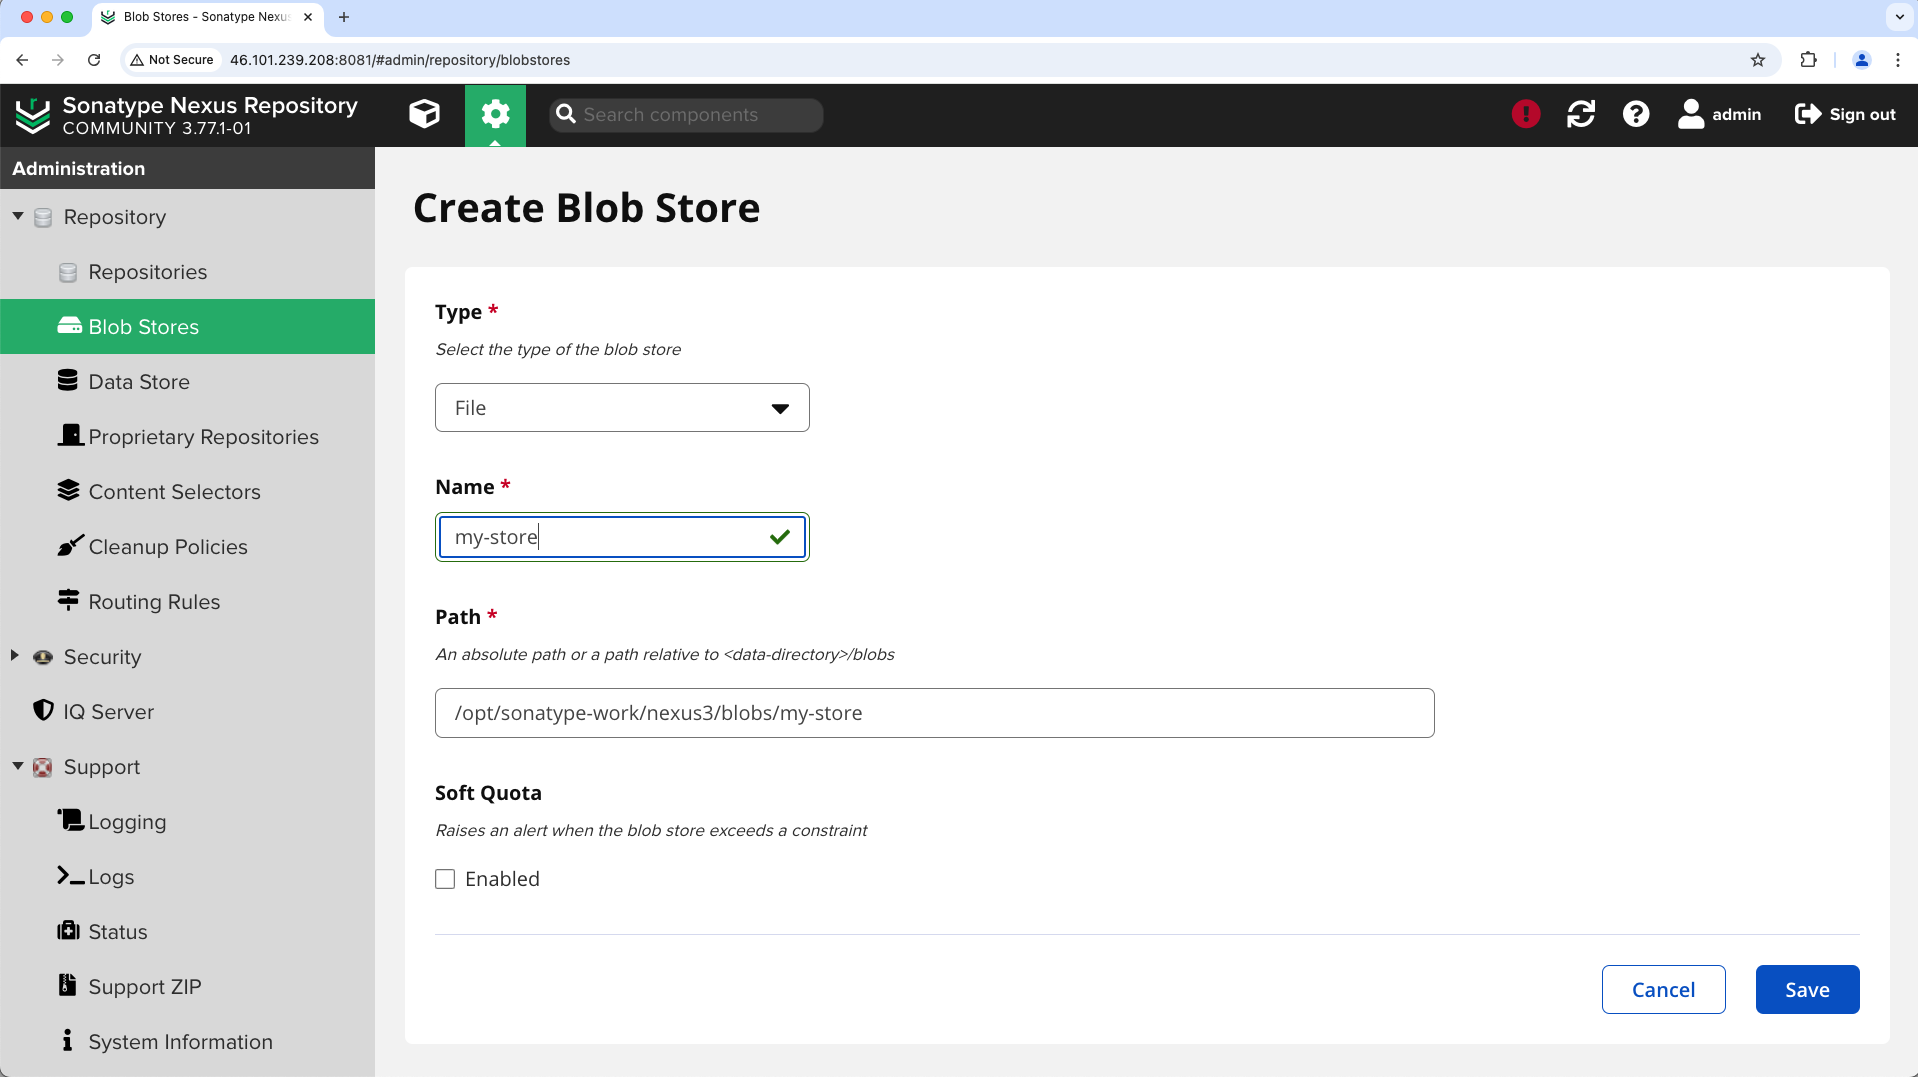 Blob Stores - Sonatype Nexus
Not Secure
46.101.239.208:8081/#admin/repository/blobstores
Sonatype Nexus Repository
COMMUNITY 3.77.1-01
Search components
admin
Sign out
Administration
Repository
Repositories
Blob Stores
Data Store
Proprietary Repositories
Content Selectors
Cleanup Policies
Routing Rules
Security
IQ Server
Support
Logging
Logs
Status
Support ZIP
System Information
Create Blob Store
Type *
Select the type of the blob store
File
Name *
my-store
Path *
An absolute path or a path relative to <data-directory>/blobs
/opt/sonatype-work/nexus3/blobs/my-store
Soft Quota
Raises an alert when the blob store exceeds a constraint
Enabled
Cancel
Save